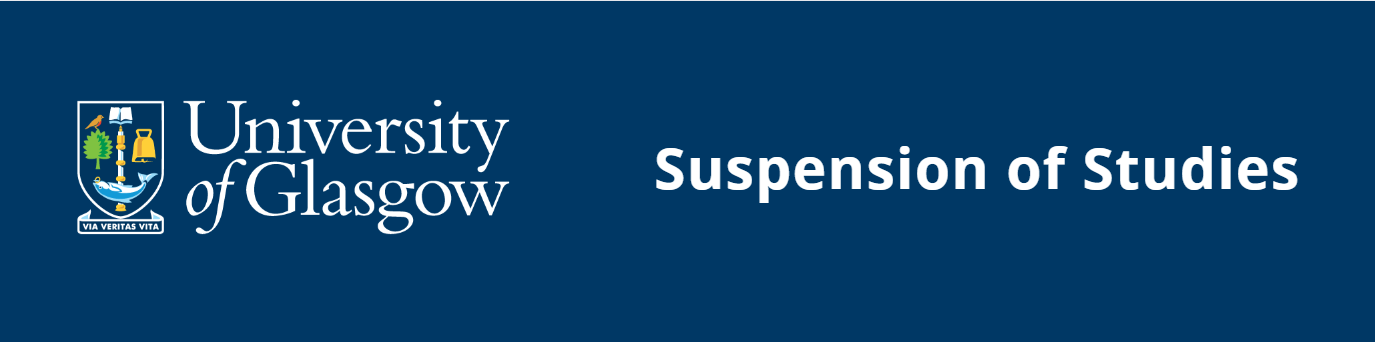 University
of Glasgow
VIA VERITAS VITA
Suspension of Studies